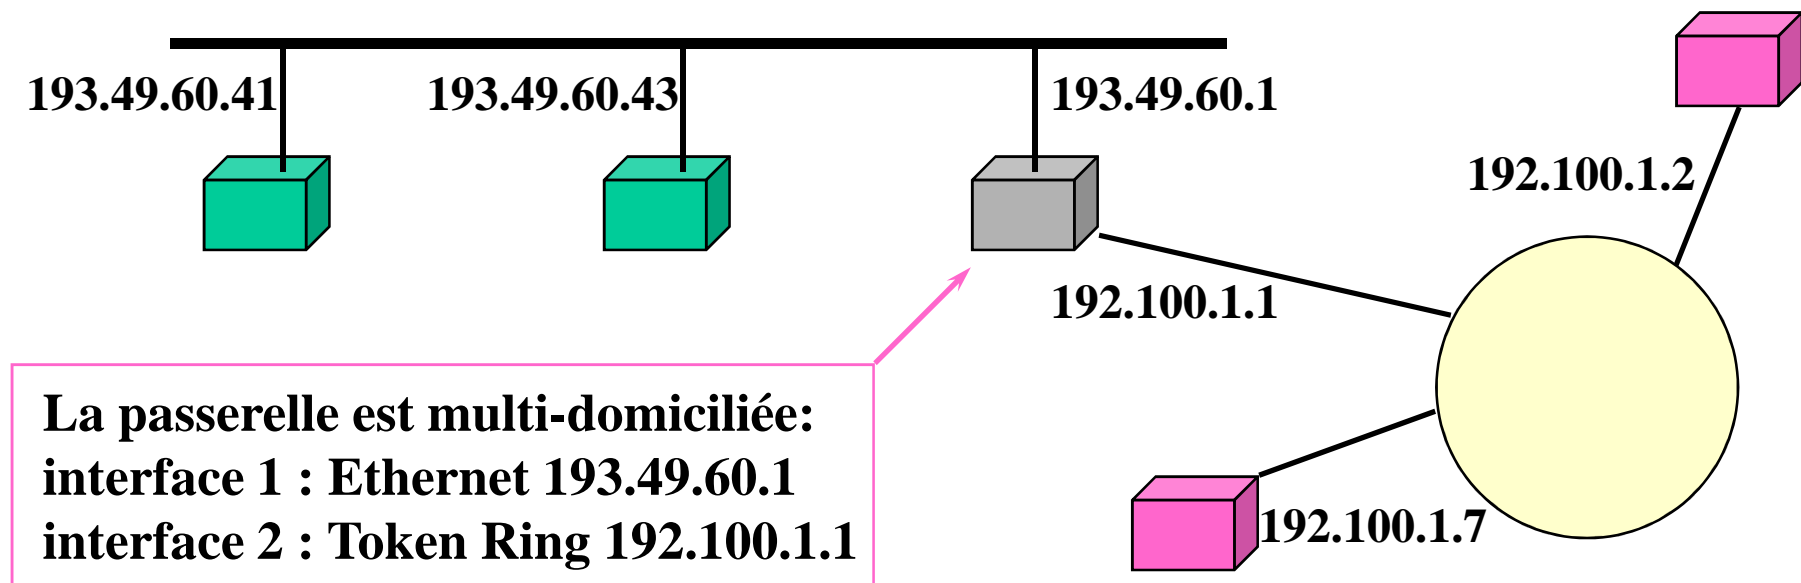 193.49.60.41
193.49.60.43
193.49.60.1
192.100.1.2
192.100.1.1
La passerelle est multi-domiciliée:
interface 1 : Ethernet 193.49.60.1
interface 2 : Token Ring 192.100.1.1
192.100.1.7